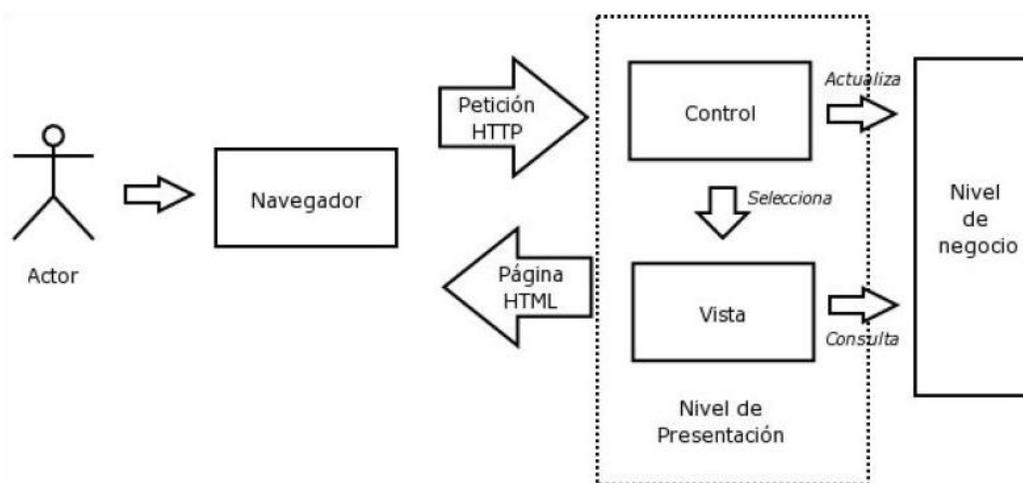 Actor
Navegador
Petición
HTTP
Página
HTML
Control
Selecciona
Vista
Nivel de
Presentación
Actualiza
Consulta
Nivel
de
negocio